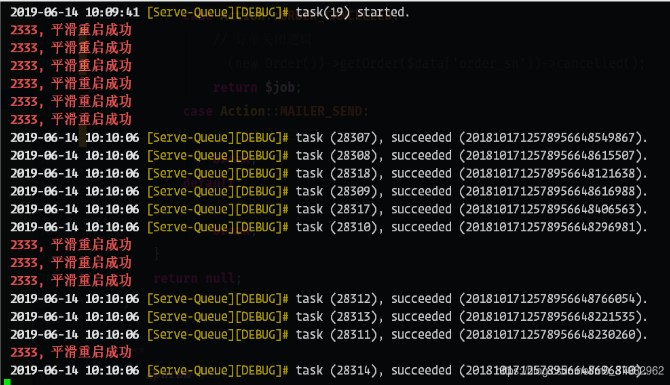 2019-06-14 10:09:41 [Serve-Queue][DEBUG]# task(19) started.
2333, 平滑重启成功
2333, 平滑重启成功
2333, 平滑重启成功
2333, 平滑重启成功
return $job;
2333, 平滑重启成功
case Action::MAILER_SEND:
2333, 平滑重启成功
2019-06-14 10:10:06 [Serve-Queue][DEBUG]# task (28307), succeeded (2018101712578956648549867).
2019-06-14 10:10:06 [Serve-Queue][DEBUG]# task (28308), succeeded (2018101712578956648615507).
2019-06-14 10:10:06 [Serve-Queue][DEBUG]# task (28318), succeeded (2018101712578956648121638).
2019-06-14 10:10:06 [Serve-Queue][DEBUG]# task (28309), succeeded (2018101712578956648616988).
2019-06-14 10:10:06 [Serve-Queue][DEBUG]# task (28317), succeeded (2018101712578956648406563).
2019-06-14 10:10:06 [Serve-Queue][DEBUG]# task (28310), succeeded (2018101712578956648296981).
2333, 平滑重启成功
2333, 平滑重启成功
}
2333, 平滑重启成功
return null;
2019-06-14 10:10:06 [Serve-Queue][DEBUG]# task (28312), succeeded (2018101712578956648766054).
2019-06-14 10:10:06 [Serve-Queue][DEBUG]# task (28313), succeeded (2018101712578956648221535).
2019-06-14 10:10:06 [Serve-Queue][DEBUG]# task (28311), succeeded (2018101712578956648230260).
2333, 平滑重启成功
2019-06-14 10:10:06 [Serve-Queue][DEBUG]# task (28314), succeeded